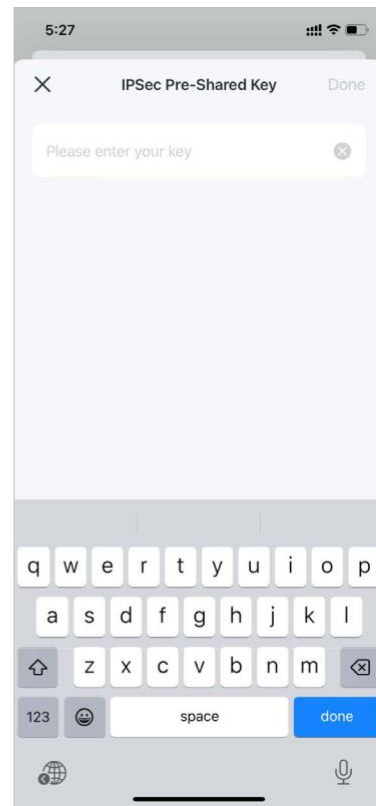 5:27
IPSec Pre-Shared Key Done
Please enter your key
q w e r t y u i o p
a s d f g h j k l
z x c v b n m
123 space done